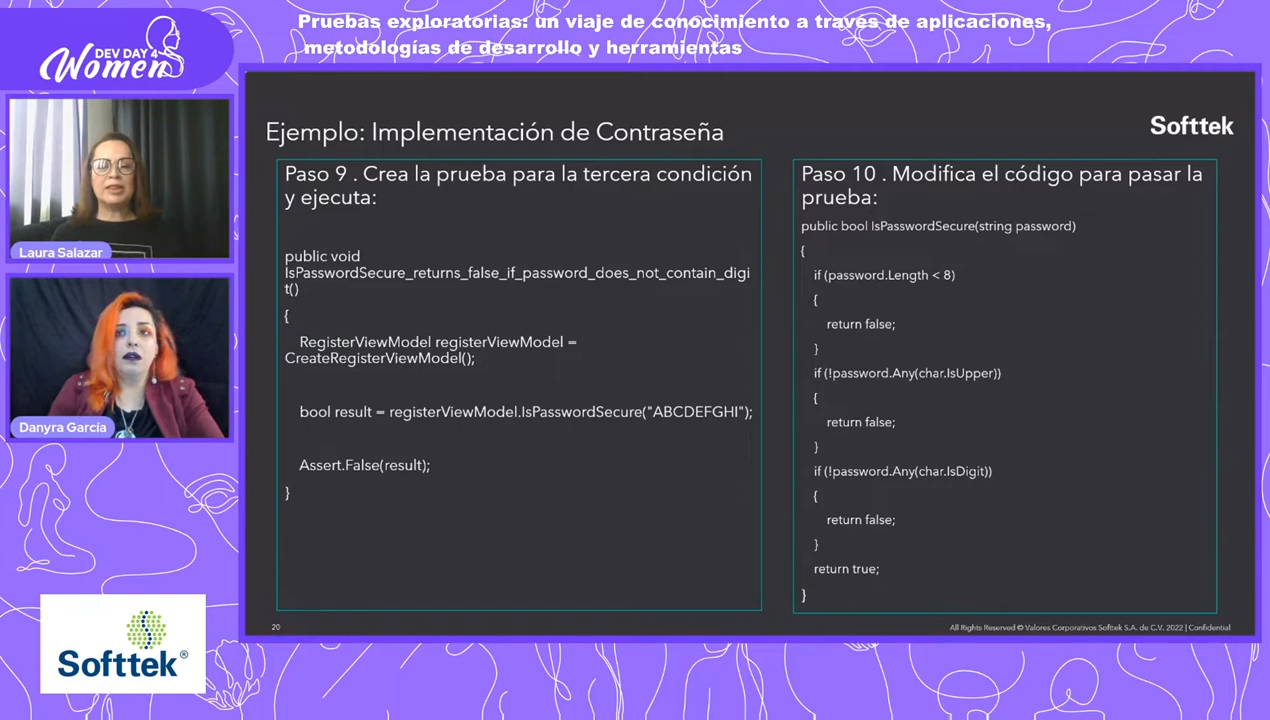 Pruebas exploratorias: un viaje de conocimiento a través de aplicaciones,
metodologías de desarrollo y herramientas
DEV DAY 4
Women
Laura Salazar
Danyra García
Softtek®
Ejemplo: Implementación de Contraseña
Softtek
Paso 9 . Crea la prueba para la tercera condición
y ejecuta:
public void
IsPasswordSecure_returns_false_if_password_does_not_contain_digi
t()
{
RegisterViewModel registerViewModel =
CreateRegisterViewModel();
bool result = registerViewModel.IsPasswordSecure("ABCDEFGHI");
Assert.False(result);
}
Paso 10 . Modifica el código para pasar la
prueba:
public bool IsPasswordSecure(string password)
{
if (password.Length < 8)
{
return false;
}
if (!password.Any(char.IsUpper))
{
return false;
}
if (!password.Any(char.IsDigit))
{
return false;
}
return true;
}
20
All Rights Reserved © Valores Corporativos Softtek S.A. de C.V. 2022 | Confidential